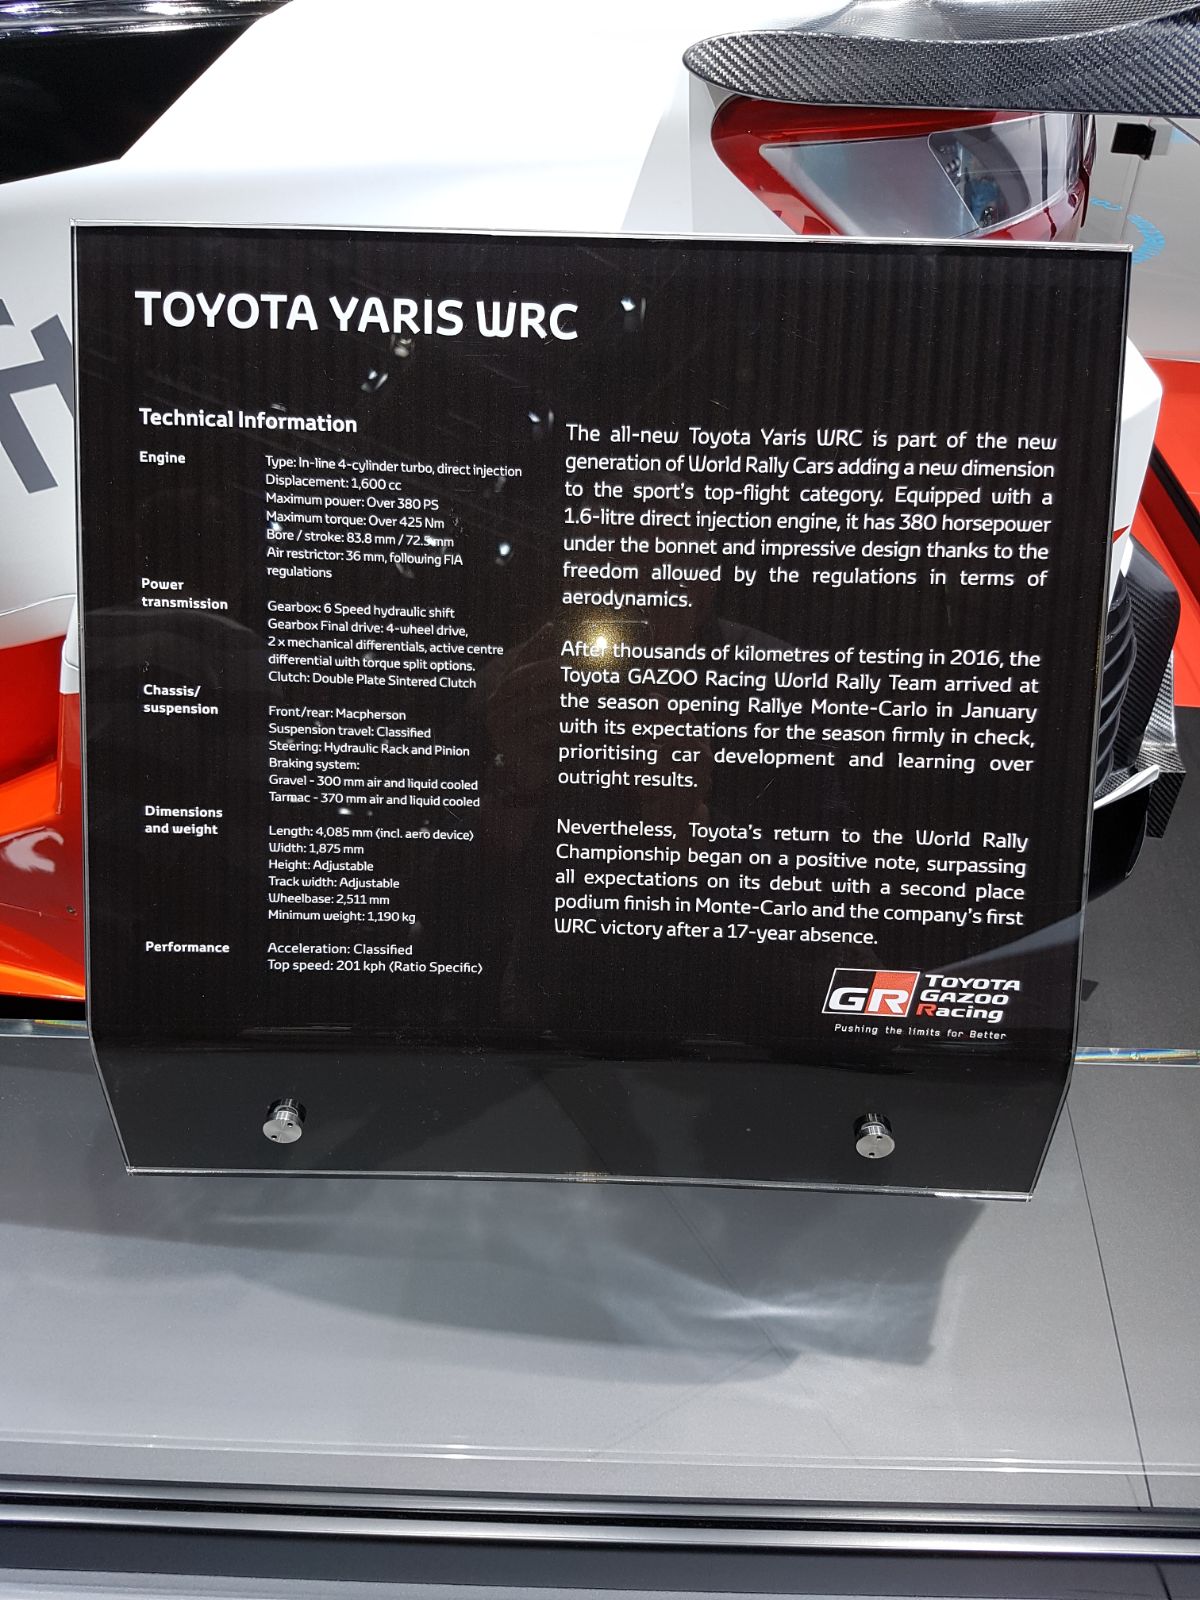 TOYOTA YARIS WRC
Technical Information
Engine
Type: In-line 4-cylinder turbo, direct injection
Displacement: 1,600 cc
Maximum power: Over 380 PS
Maximum torque: Over 425 Nm
Bore / stroke: 83.8 mm /
Air restrictor: 36 mm, following FIA
regulations
Power
transmission
Gearbox: 6 Speed hydraulic shift
Gearbox Final drive: 4-wheel drive,
2 x mechanical differentials, active centre
differential with torque split options.
Clutch: Double Plate Sintered Clutch
Chassis/
suspension
Front/rear: Macpherson
Suspension travel: Classified
Steering: Hydraulic Rack and Pinion
Braking system:
Gravel - 300 mm air and liquid cooled
Tarmac - 370 mm air and liquid cooled
Dimensions
and weight
Length: 4,085 mm (incl. aero device)
Width: 1,875 mm
Height: Adjustable
Track width: Adjustable
Wheelbase: 2,511 mm
Minimum weight: 1,190 kg
Performance
Acceleration: Classified
Top speed: 201 kph (Ratio Specific)
The all-new Toyota Yaris WRC is part of the new
generation of World Rally Cars adding a new dimension
to the sport's top-flight category. Equipped with a
1.6-litre direct injection engine, it has 380 horsepower
under the bonnet and impressive design thanks to the
freedom allowed by the regulations in terms of
aerodynamics.
After thousands of kilometres of testing in 2016, the
Toyota GAZOO Racing World Rally Team arrived at
the season opening Rallye Monte-Carlo in January
with its expectations for the season firmly in check,
prioritising car development and learning over
outright results.
Nevertheless, Toyota's return to the World Rally
Championship began on a positive note, surpassing
all expectations on its debut with a second place
podium finish in Monte-Carlo and the company's first
WRC victory after a 17-year absence.
GR TOYOTA
GAZOO
Racing
Pushing the limits for Better